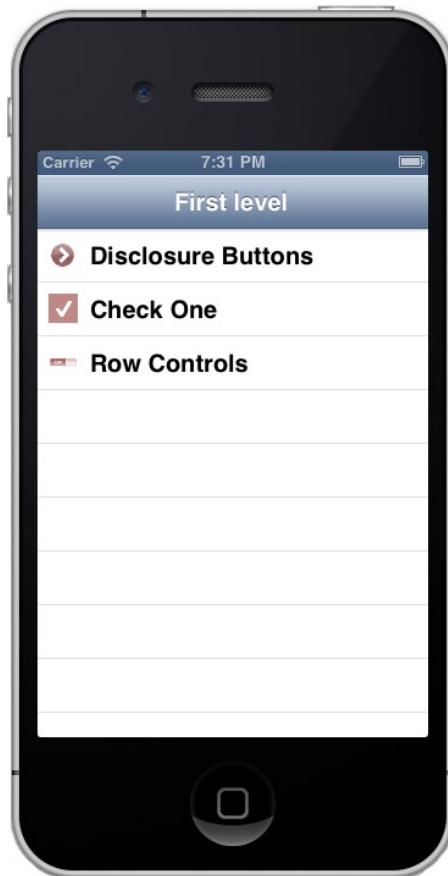 Carrier 7:31 PM
First level
Disclosure Buttons
Check One
Row Controls